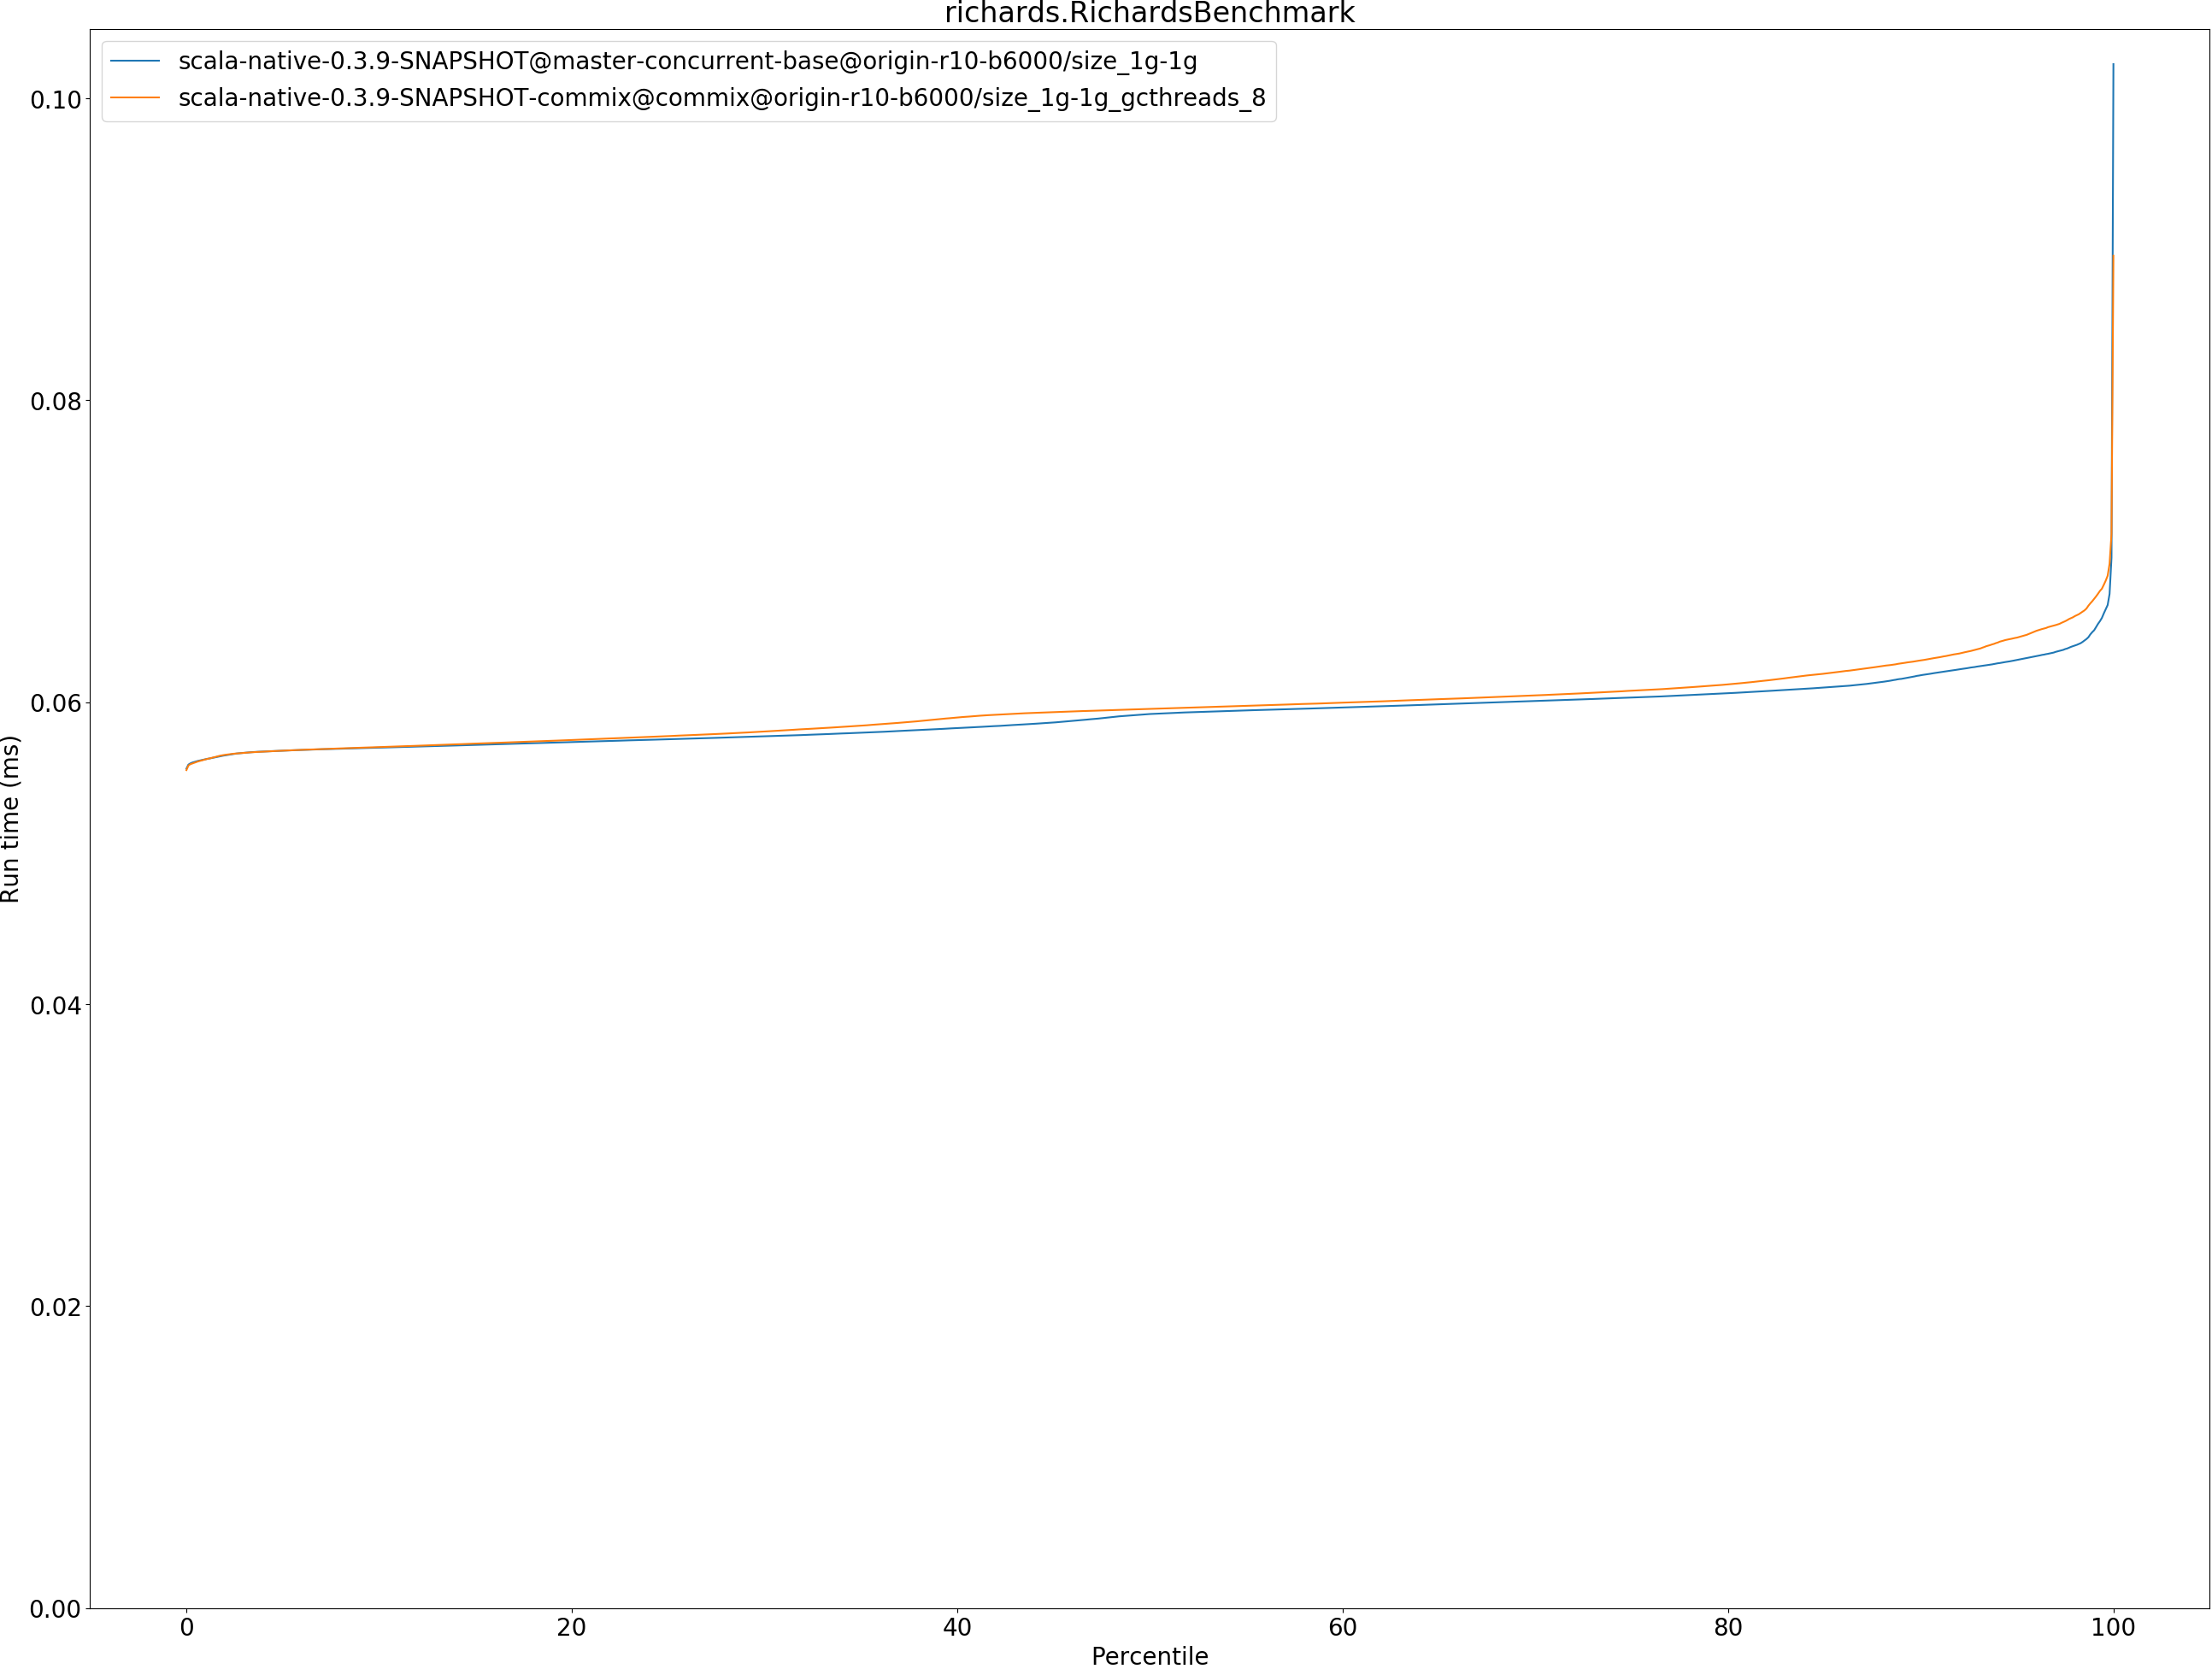 richards.RichardsBenchmark
scala-native-0.3.9-SNAPSHOT@master-concurrent-base@origin-r10-b6000/size_1g-1g
scala-native-0.3.9-SNAPSHOT-commix@commix@origin-r10-b6000/size_1g-1g_gcthreads_8
0.10
0.08
0.06
0.04
0.02
0.00
Run time (ms)
0 20 40 60 80 100
Percentile